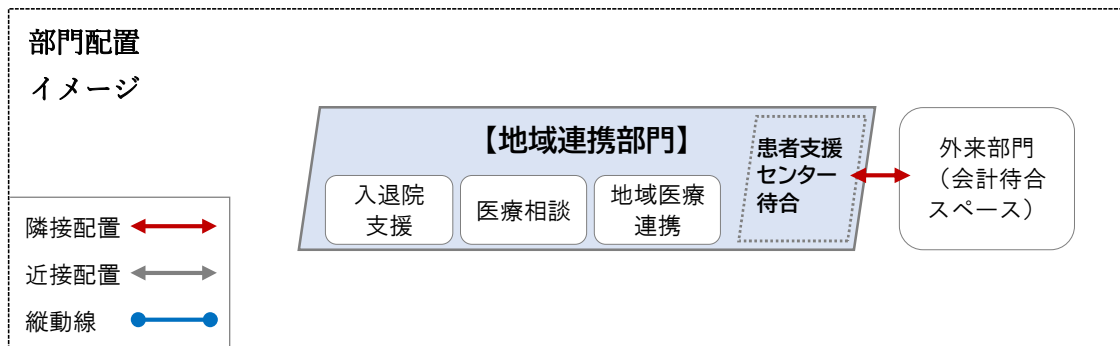 部門配置
イメージ
【地域連携部門】
入退院
支援
医療相談
地域医療
連携
患者支援
センター
待合
外来部門
（会計待合
スペース）
隣接配置
近接配置
縦動線